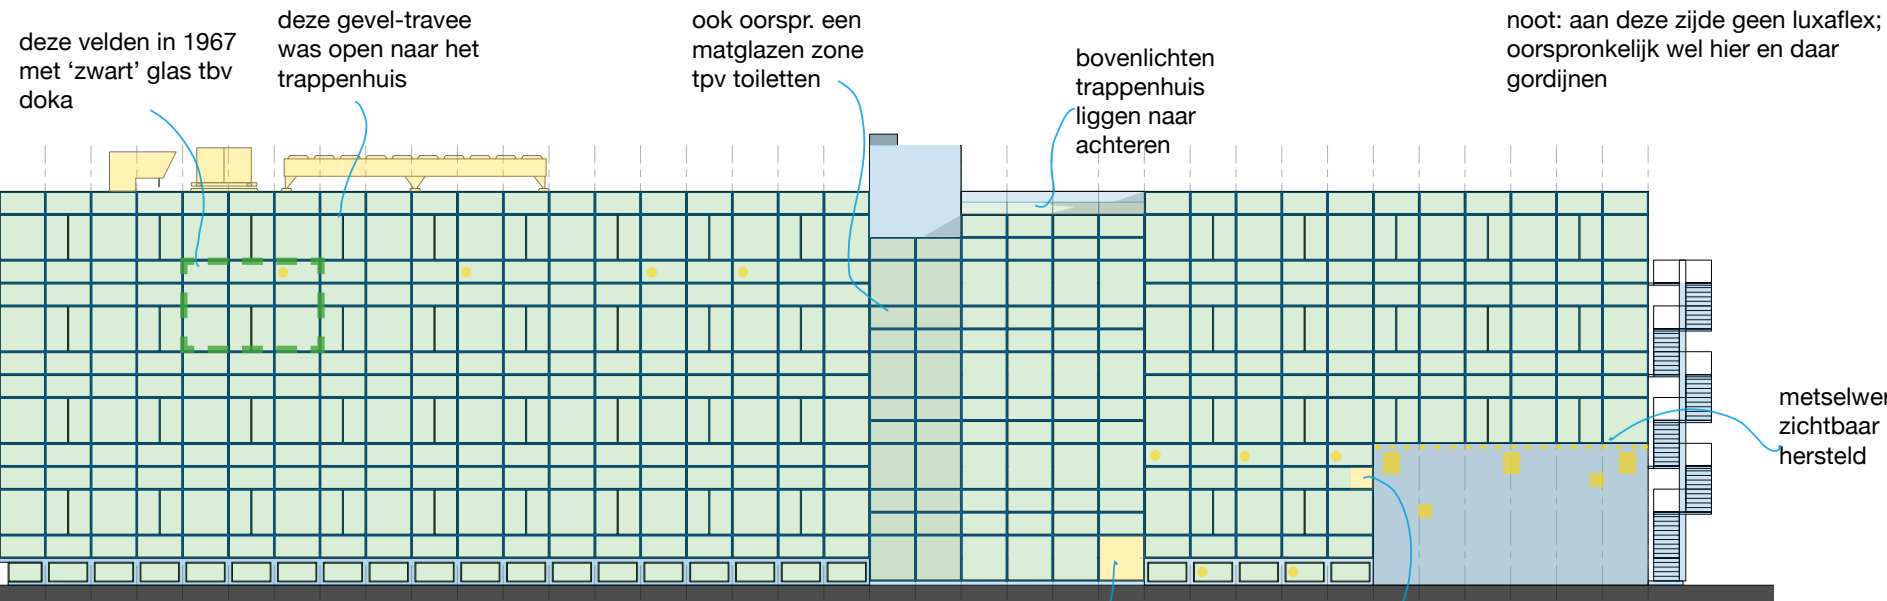 deze velden in 1967
met ‘zwart’ glas tbv
doka
deze gevel-travee
was open naar het
trappenhuis
ook oorspr. een
matglazen zone
tpv toiletten
bovenlichten
trappenhuis
liggen naar
achteren
noot: aan deze zijde geen luxaflex;
oorspronkelijk wel hier en daar
gordijnen
zichtbaar
hersteld